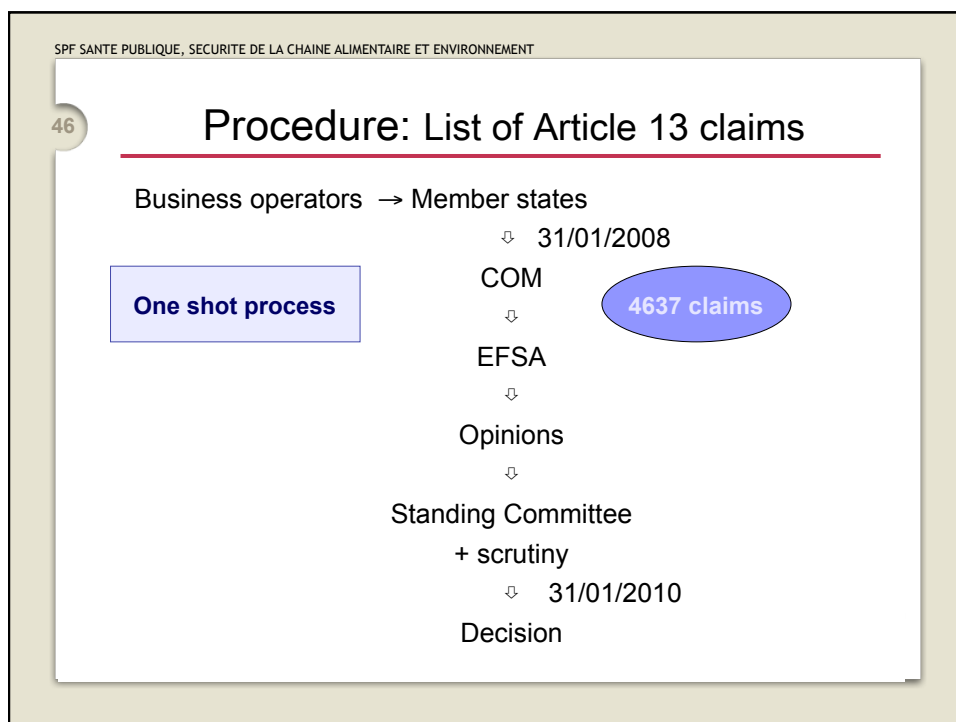 SPF SANTE PUBLIQUE, SECURITE DE LA CHAINE ALIMENTAIRE ET ENVIRONNEMENT
46
Procedure: List of Article 13 claims
Business operators → Member states
⇩ 31/01/2008
COM
One shot process
4637 claims
⇩
EFSA
⇩
Opinions
⇩
Standing Committee
+ scrutiny
⇩ 31/01/2010
Decision